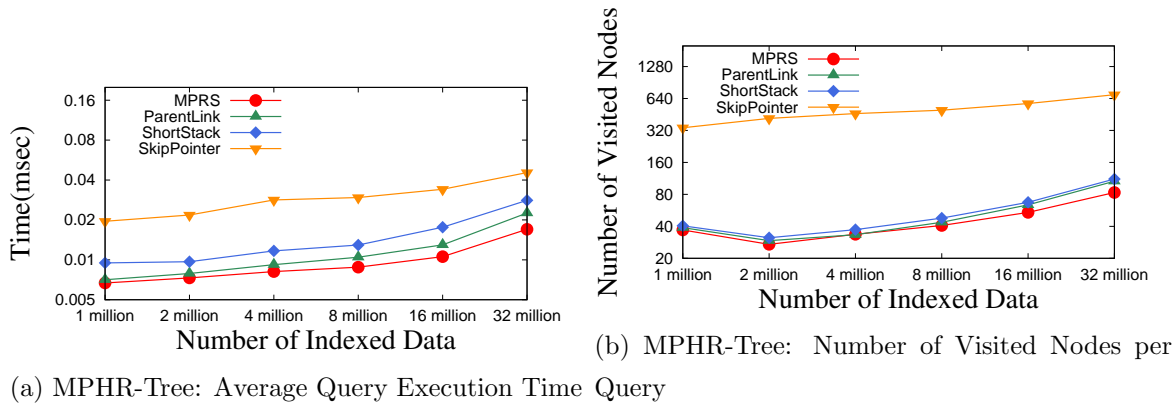 Time(msec)
0.16
0.08
0.04
0.02
0.01
0.005
MPRS
ParentLink
ShortStack
SkipPointer
1 million 2 million 4 million 8 million 16 million 32 million
Number of Indexed Data
(a) MPHR-Tree: Average Query Execution Time
Number of Visited Nodes
1280
640
320
160
80
40
20
MPRS
ParentLink
ShortStack
SkipPointer
1 million 2 million 4 million 8 million 16 million 32 million
Number of Indexed Data
(b) MPHR-Tree: Number of Visited Nodes per
Query